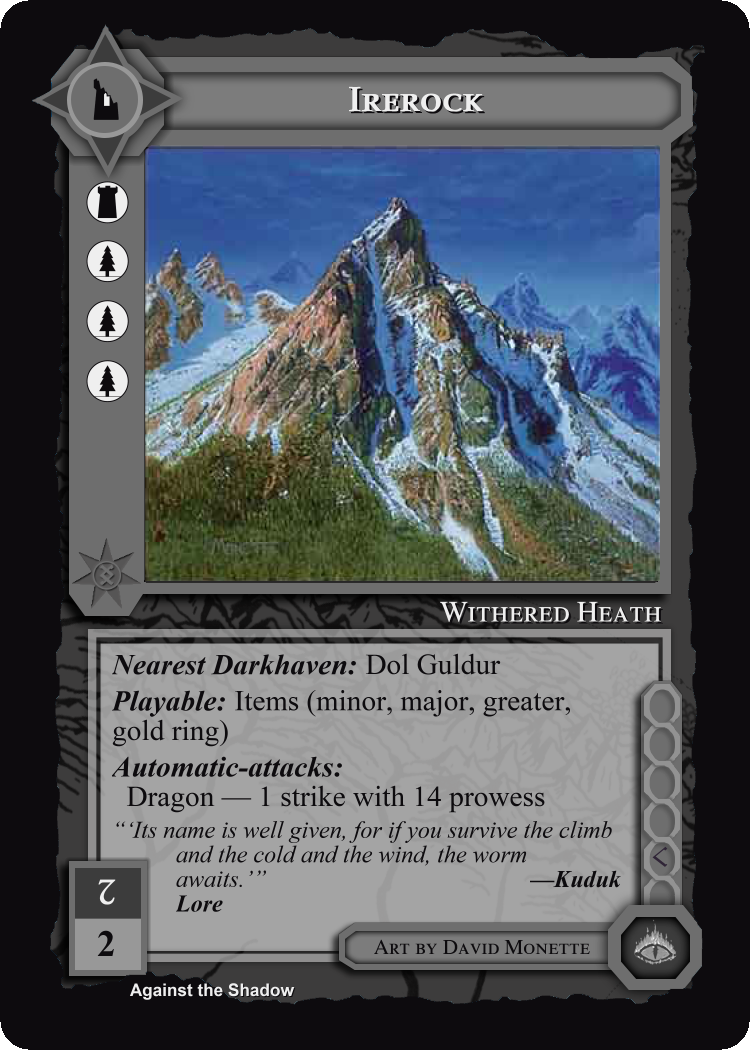 Irerock
Withered Heath
Nearest Darkhaven: Dol Guldur
Playable: Items (minor, major, greater,
gold ring)
Automatic-attacks:
Dragon — 1 strike with 14 prowess
“‘Its name is well given, for if you survive the climb
and the cold and the wind, the worm
awaits.’” —Kuduk
Lore
2
2
Art by David Monette
Against the Shadow